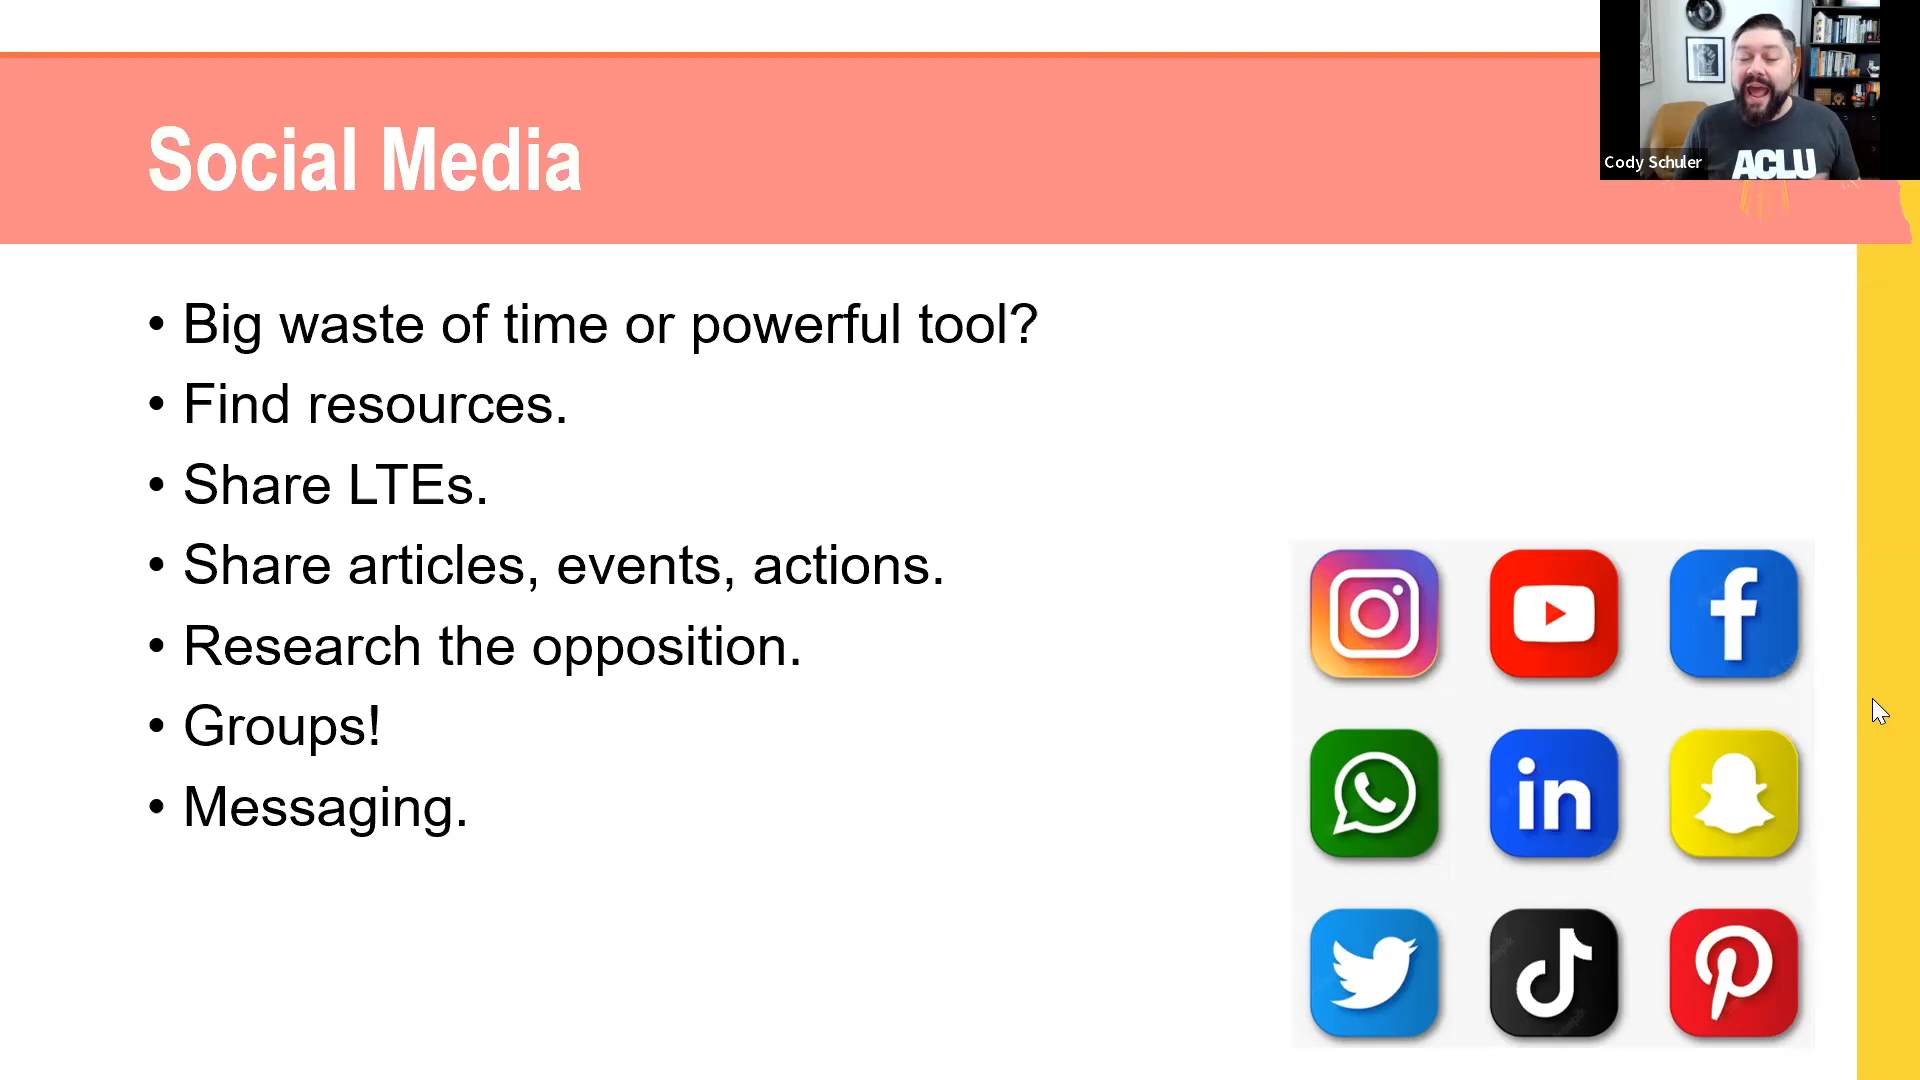 Cody Schuler
ACLU
Social Media
• Big waste of time or powerful tool?
• Find resources.
• Share LTEs.
• Share articles, events, actions.
• Research the opposition.
• Groups!
• Messaging.
in